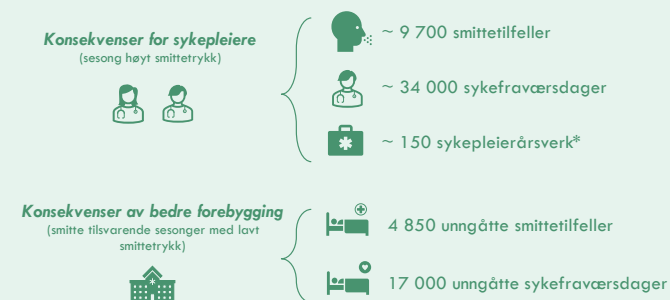 Konsekvenser for sykepleiere
(sesong høyt smittetrykk)
~ 9 700 smittetilfeller
~ 34 000 sykefraværsdager
~ 150 sykepleierårsverk*
Konsekvenser av bedre forebygging
(smitte tilsvarende sesonger med lavt
smittetrykk)
4 850 unngåtte smittetilfeller
17 000 unngåtte sykefraværsdager